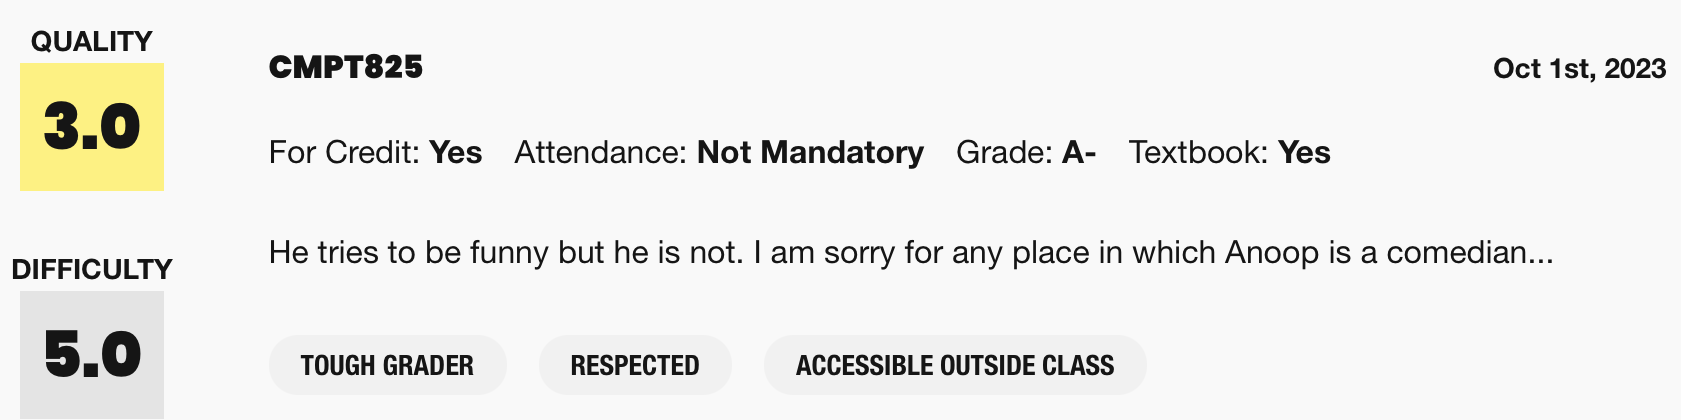 QUALITY
3.0
CMPT825
Oct 1st, 2023
For Credit: Yes Attendance: Not Mandatory Grade: A- Textbook: Yes
He tries to be funny but he is not. I am sorry for any place in which Anoop is a comedian...
DIFFICULTY
5.0
TOUGH GRADER RESPECTED ACCESSIBLE OUTSIDE CLASS